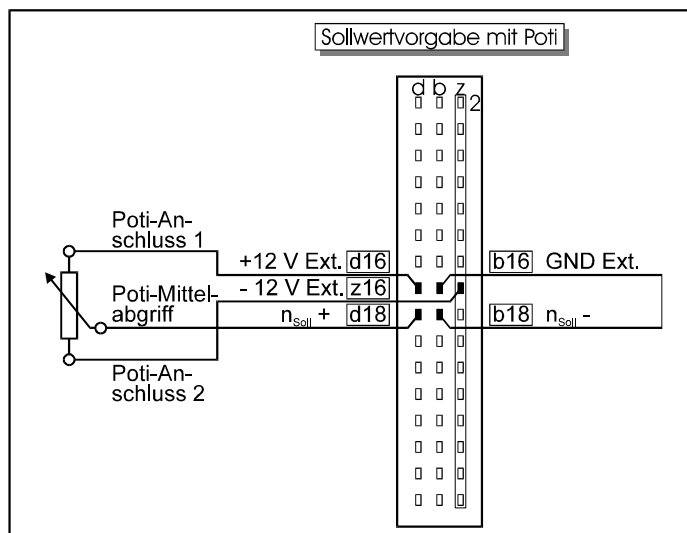 Sollwertvorgabe mit Poti
d b z
2
Poti-An-
schluss 1
+12 V Ext. d16
b16 GND Ext.
Poti-Mittel-
abgriff
- 12 V Ext. z16
nSoll + d18
b18 nSoll -
Poti-An-
schluss 2